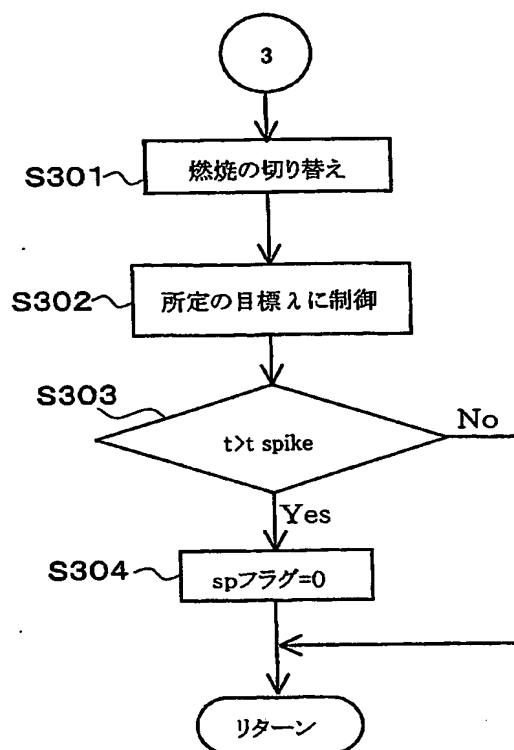 3
S301
燃焼の切り替え
S302
所定の目標λに制御
S303
t>t spike
No
Yes
S304
spフラグ=0
リターン